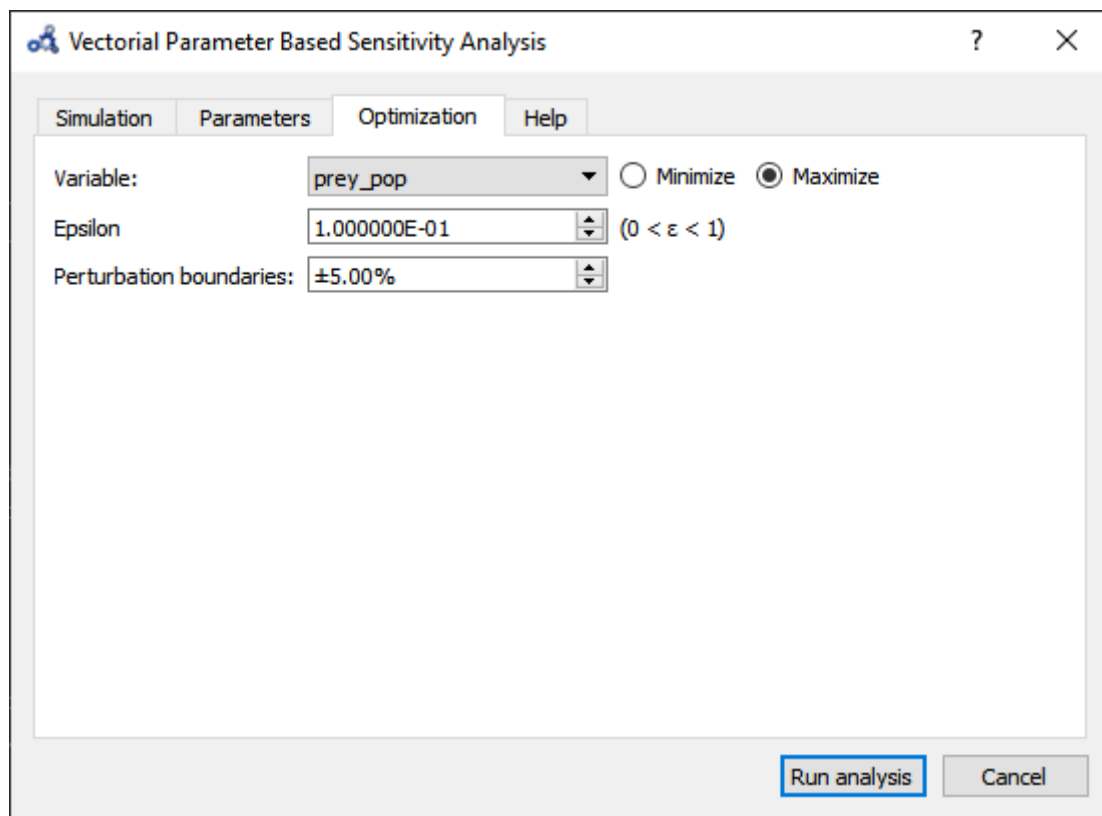 Vectorial Parameter Based Sensitivity Analysis ?
Simulation Parameters Optimization Help
Variable: prey_pop Minimize Maximize
Epsilon 1.000000E-01 (0 < ε < 1)
Perturbation boundaries: ±5.00%
Run analysis Cancel